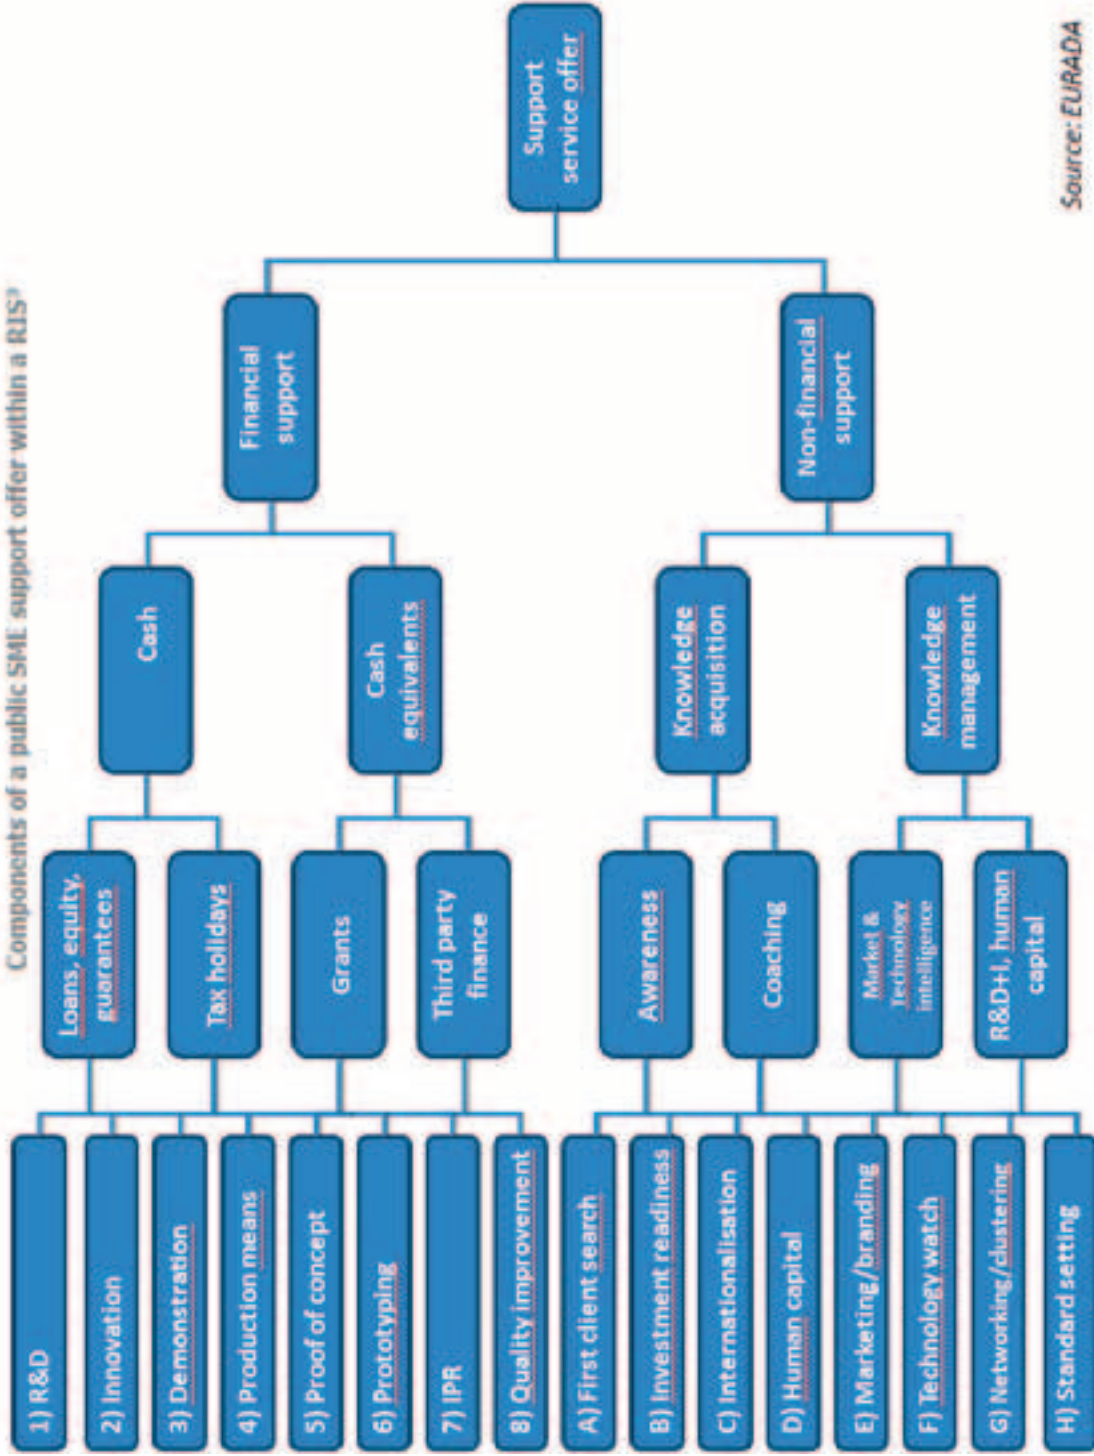 Components of a public SME support offer within a RIS³
1) R&D
2) Innovation
3) Demonstration
4) Production means
5) Proof of concept
6) Prototyping
7) IPR
8) Quality improvement
A) First client search
B) Investment readiness
C) Internationalisation
D) Human capital
E) Marketing/branding
F) Technology watch
G) Networking/clustering
H) Standard setting
Loans, equity,
guarantees
Tax holidays
Grants
Third party
finance
Awareness
Coaching
Market &
Technology
intelligence
R&D+I, human
capital
Cash
Cash
equivalents
Knowledge
acquisition
Knowledge
management
Financial
support
Non-financial
support
Support
service offer
Source: EURADA